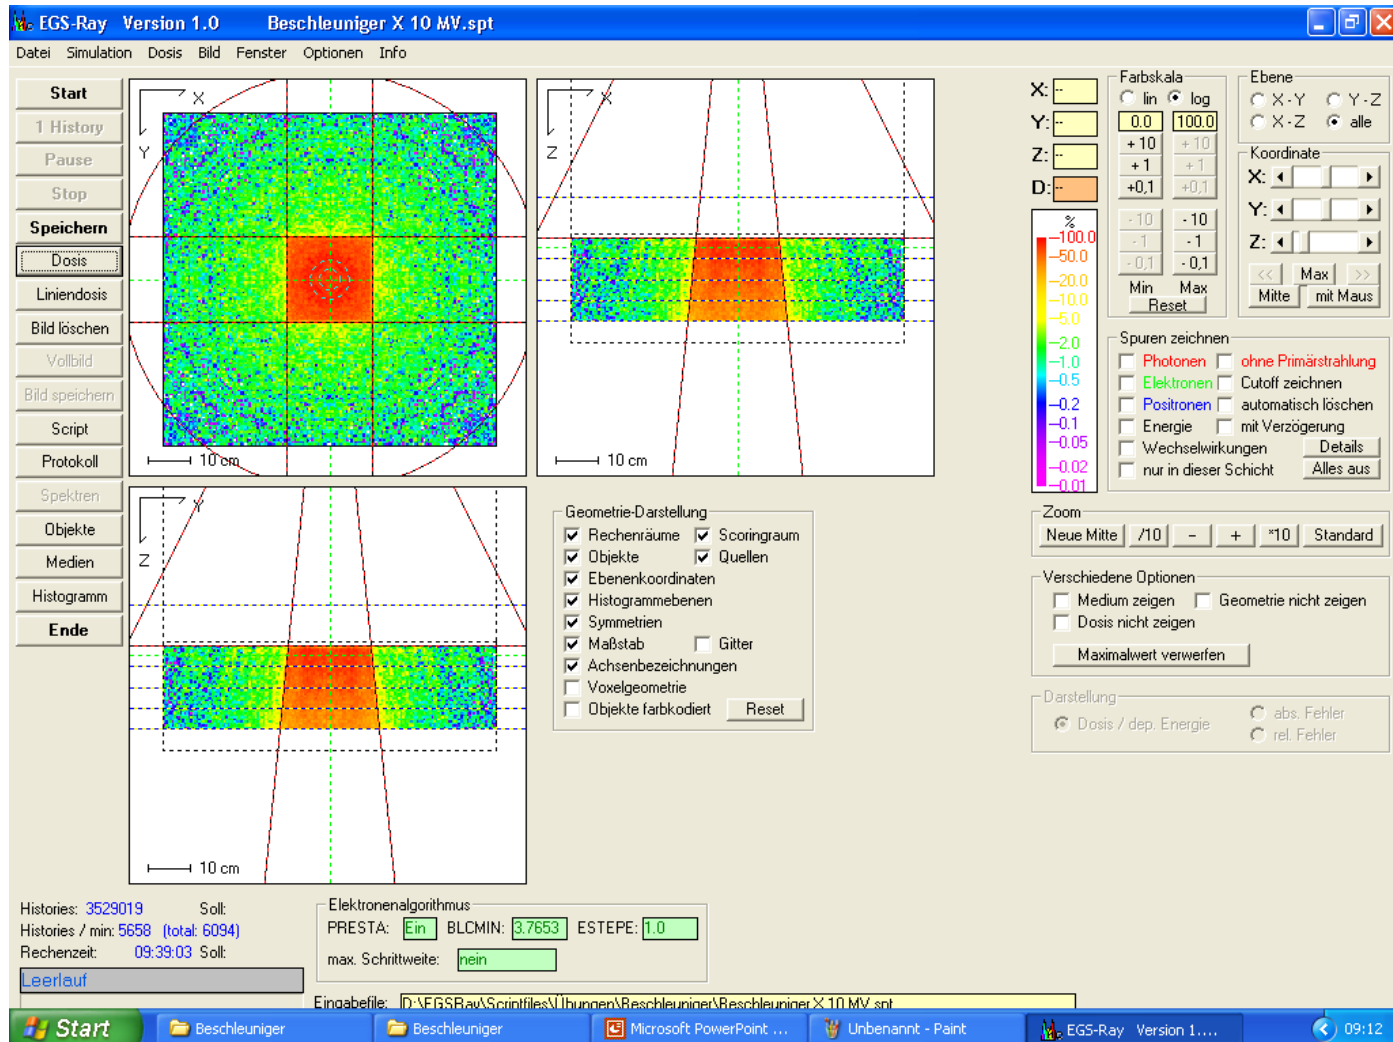 EGS-Ray Version 1.0 Beschleuniger X 10 MV.spt
Datei Simulation Dosis Bild Fenster Optionen Info
Start
1 History
Pause
Stop
Speichern
Dosis
Liniendosis
Bild löschen
Vollbild
Bild speichern
Script
Protokoll
Spektren
Objekte
Medien
Histogramm
Ende
X
Y
10 cm
X
Z
10 cm
Y
Z
10 cm
Geometrie-Darstellung
Rechenräume Scoringraum
Objekte Quellen
Ebenenkoordinaten
Histogrammebenen
Symmetrien
Maßstab Gitter
Achsenbezeichnungen
Voxelgeometrie
Objekte farbkodiert Reset
X: --
Y: --
Z: --
D: --
%
100.0
50.0
20.0
10.0
5.0
2.0
1.0
0.5
0.2
0.1
0.05
0.02
0.01
Farbskala
lin log
0.0 100.0
+ 10 + 10
+ 1 + 1
+0,1 +0,1
- 10 - 10
- 1 - 1
- 0,1 - 0,1
Min Max
Reset
Ebene
X - Y Y - Z
X - Z alle
Koordinate
X:
Y:
Z:
<< Max >>
Mitte mit Maus
Spuren zeichnen
Photonen ohne Primärstrahlung
Elektronen Cutoff zeichnen
Positronen automatisch löschen
Energie mit Verzögerung
Wechselwirkungen Details
nur in dieser Schicht Alles aus
Zoom
Neue Mitte /10 - + *10 Standard
Verschiedene Optionen
Medium zeigen Geometrie nicht zeigen
Dosis nicht zeigen
Maximalwert verwerfen
Darstellung
Dosis / dep. Energie abs. Fehler
rel. Fehler
Histories: 3529019 Soll:
Histories / min: 5658 (total: 6094)
Rechenzeit: 09:39:03 Soll:
Leerlauf
Elektronenalgorithmus
PRESTA: Ein BLCMIN: 3.7653 ESTEPE: 1.0
max. Schrittweite: nein
Eingabefile: D:\EGSRay\Scriptfiles\Übungen\Beschleuniger\Beschleuniger X 10 MV.spt
Start Beschleuniger Beschleuniger Microsoft PowerPoint ... Unbenannt - Paint EGS-Ray Version 1.... 09:12